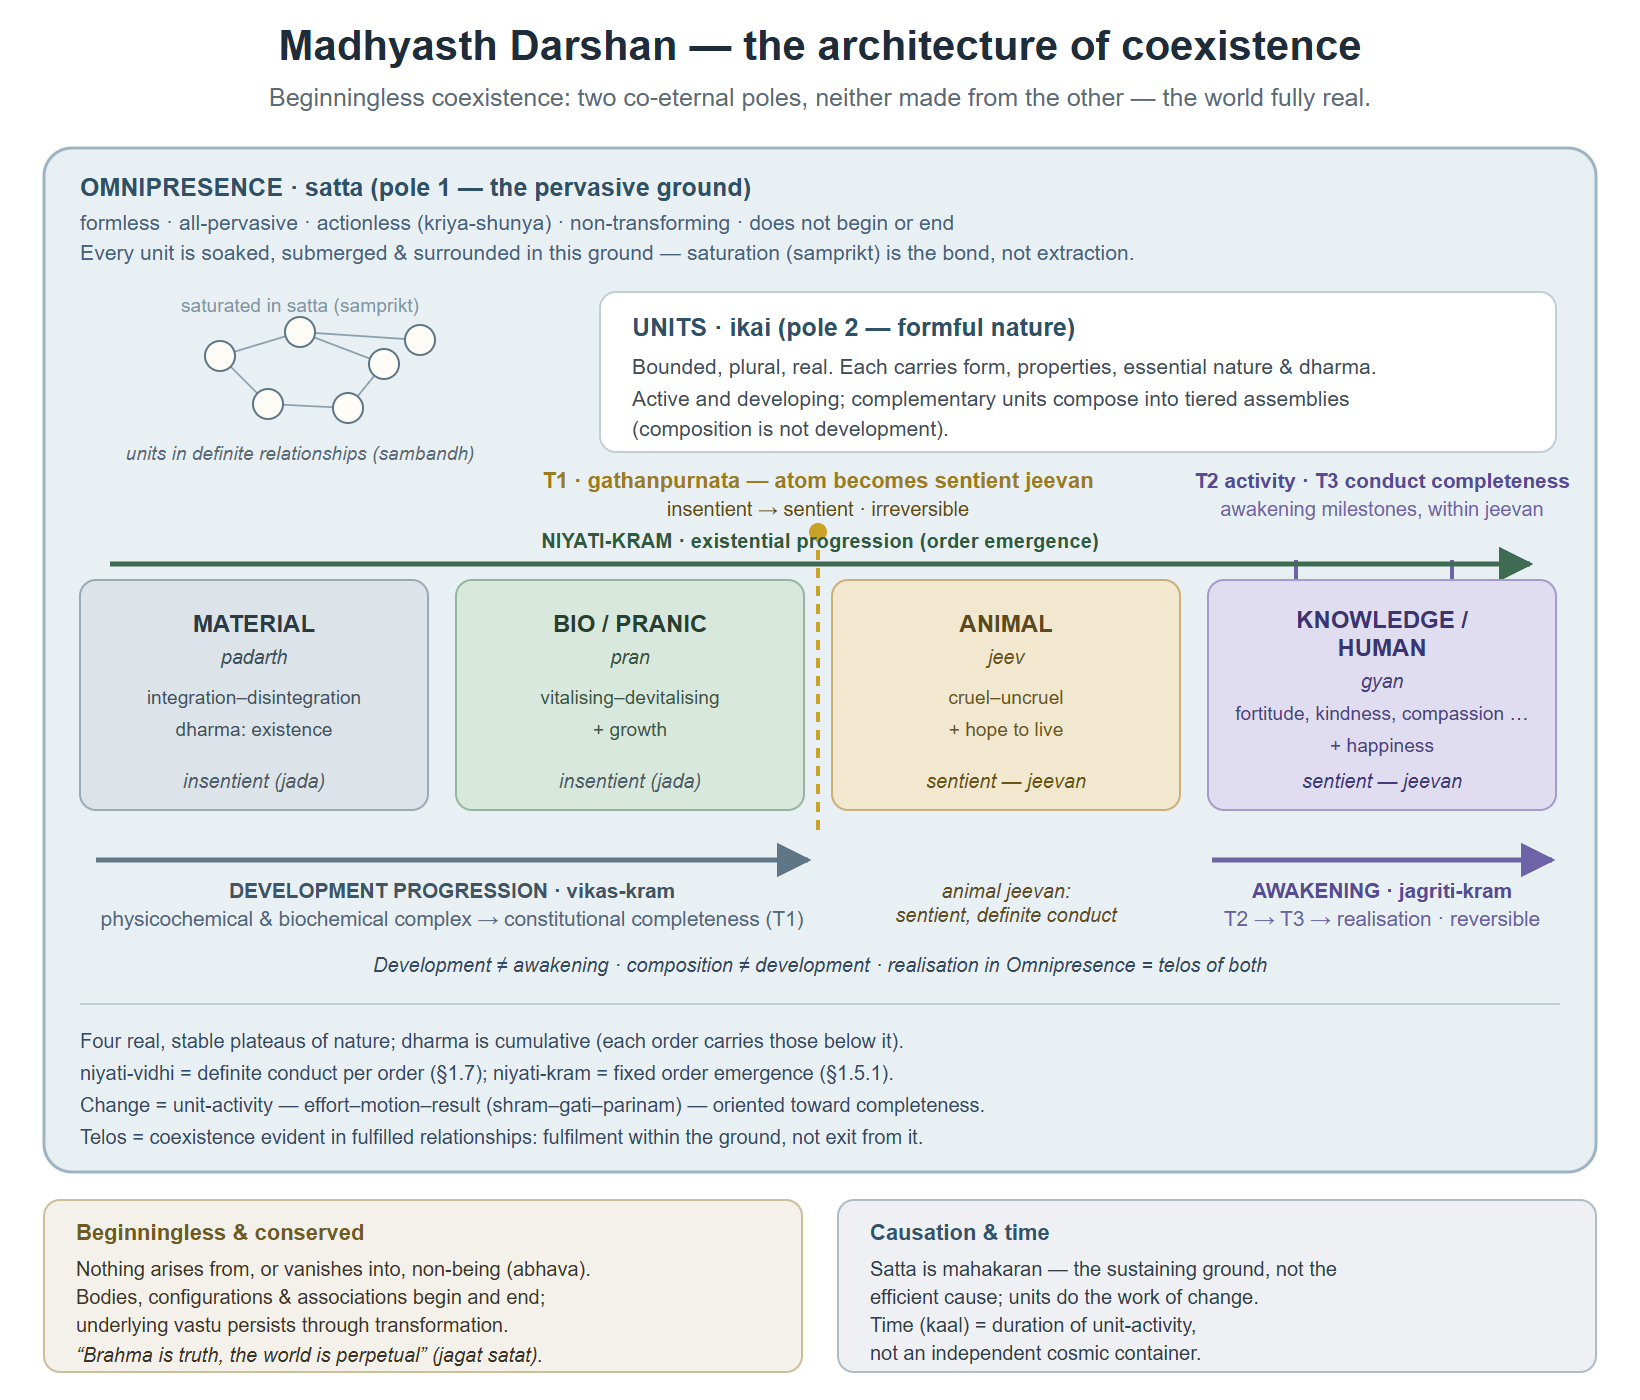 Madhyasth Darshan — the architecture of coexistence
Beginningless coexistence: two co-eternal poles, neither made from the other — the world fully real.
OMNIPRESENCE · satta (pole 1 — the pervasive ground)
formless · all-pervasive · actionless (kriya-shunya) · non-transforming · does not begin or end
Every unit is soaked, submerged & surrounded in this ground — saturation (samprikt) is the bond, not extraction.
saturated in satta (samprikt)
units in definite relationships (sambandh)
UNITS · ikai (pole 2 — formful nature)
Bounded, plural, real. Each carries form, properties, essential nature & dharma.
Active and developing; complementary units compose into tiered assemblies
(composition is not development).
T1 · gathanpurnata — atom becomes sentient jeevan
insentient → sentient · irreversible
T2 activity · T3 conduct completeness
awakening milestones, within jeevan
NIYATI-KRAM · existential progression (order emergence)
MATERIAL
padarth
integration–disintegration
dharma: existence
insentient (jada)
BIO / PRANIC
pran
vitalising–devitalising
+ growth
insentient (jada)
ANIMAL
jeev
cruel–uncruel
+ hope to live
sentient — jeevan
KNOWLEDGE /
HUMAN
gyan
fortitude, kindness, compassion …
+ happiness
sentient — jeevan
DEVELOPMENT PROGRESSION · vikas-kram
physicochemical & biochemical complex → constitutional completeness (T1)
animal jeevan:
sentient, definite conduct
AWAKENING · jagriti-kram
T2 → T3 → realisation · reversible
Development ≠ awakening · composition ≠ development · realisation in Omnipresence = telos of both
Four real, stable plateaus of nature; dharma is cumulative (each order carries those below it).
niyati-vidhi = definite conduct per order (§1.7); niyati-kram = fixed order emergence (§1.5.1).
Change = unit-activity — effort–motion–result (shram–gati–parinam) — oriented toward completeness.
Telos = coexistence evident in fulfilled relationships: fulfilment within the ground, not exit from it.
Beginningless & conserved
Nothing arises from, or vanishes into, non-being (abhava).
Bodies, configurations & associations begin and end;
underlying vastu persists through transformation.
“Brahma is truth, the world is perpetual” (jagat satat).
Causation & time
Satta is mahakaran — the sustaining ground, not the
efficient cause; units do the work of change.
Time (kaal) = duration of unit-activity,
not an independent cosmic container.